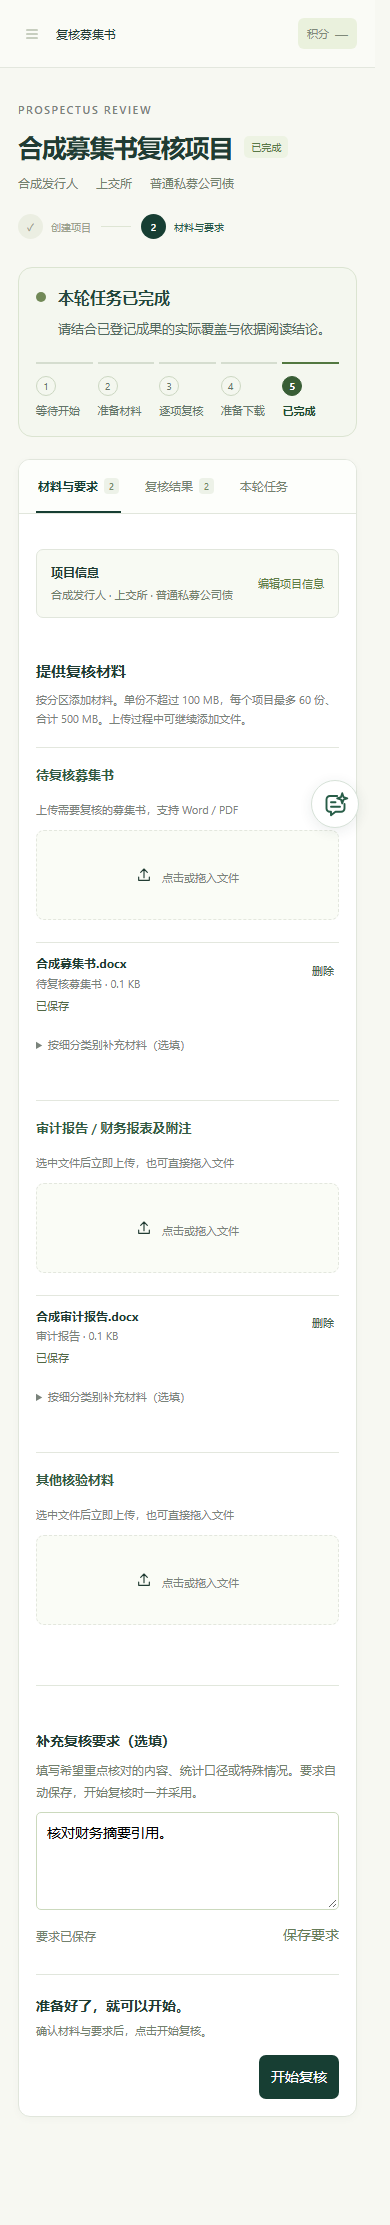 复核募集书
积分 —
PROSPECTUS REVIEW
合成募集书复核项目
已完成
合成发行人 上交所 普通私募公司债
✓ 创建项目
2 材料与要求
本轮任务已完成
请结合已登记成果的实际覆盖与依据阅读结论。
1 2 3 4 5
等待开始 准备材料 逐项复核 准备下载 已完成
材料与要求 2 复核结果 2 本轮任务
项目信息
合成发行人 · 上交所 · 普通私募公司债
编辑项目信息
提供复核材料
按分区添加材料。单份不超过 100 MB，每个项目最多 60 份、
合计 500 MB。上传过程中可继续添加文件。
待复核募集书
上传需要复核的募集书，支持 Word / PDF
点击或拖入文件
合成募集书.docx
删除
待复核募集书 · 0.1 KB
已保存
▶ 按细分类别补充材料（选填）
审计报告 / 财务报表及附注
选中文件后立即上传，也可直接拖入文件
点击或拖入文件
合成审计报告.docx
删除
审计报告 · 0.1 KB
已保存
▶ 按细分类别补充材料（选填）
其他核验材料
选中文件后立即上传，也可直接拖入文件
点击或拖入文件
补充复核要求（选填）
填写希望重点核对的内容、统计口径或特殊情况。要求自
动保存，开始复核时一并采用。
核对财务摘要引用。
要求已保存
保存要求
准备好了，就可以开始。
确认材料与要求后，点击开始复核。
开始复核